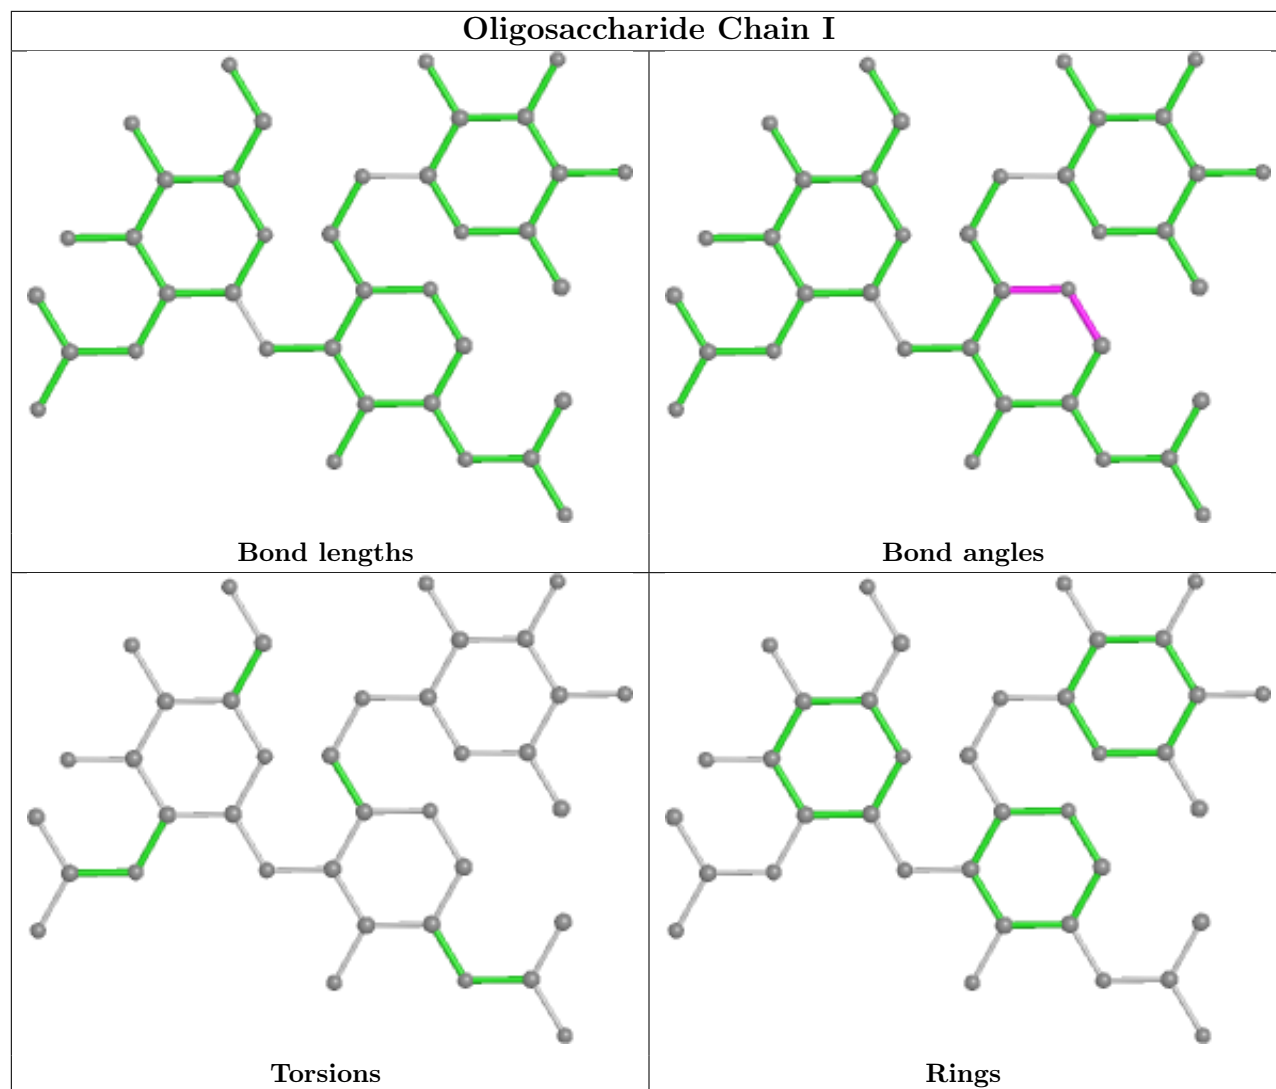 Oligosaccharide Chain I
Bond lengths
Bond angles
Torsions
Rings